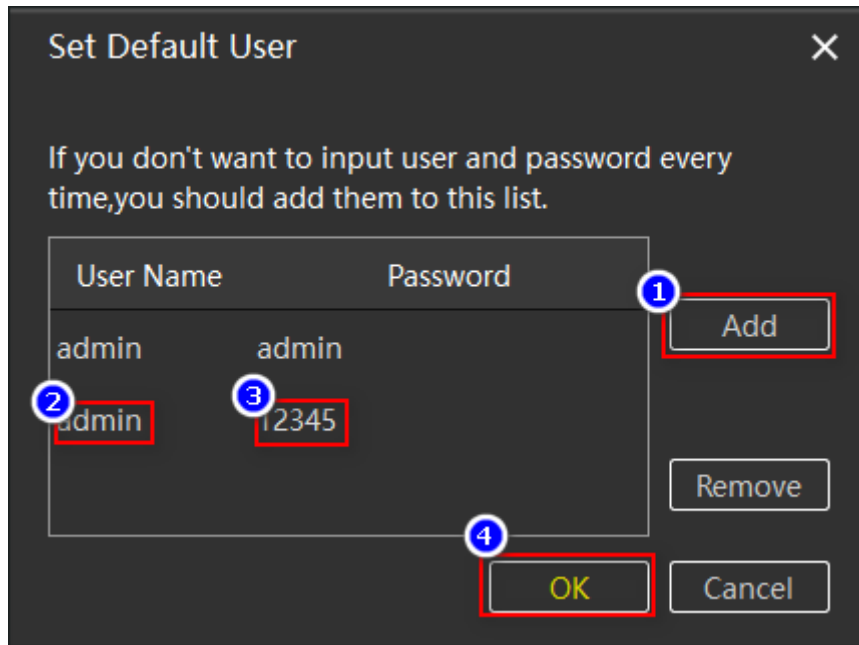 Set Default User
If you don't want to input user and password every
time,you should add them to this list.
User Name Password
1
Add
admin admin
2 3
admin 12345
Remove
4
OK Cancel